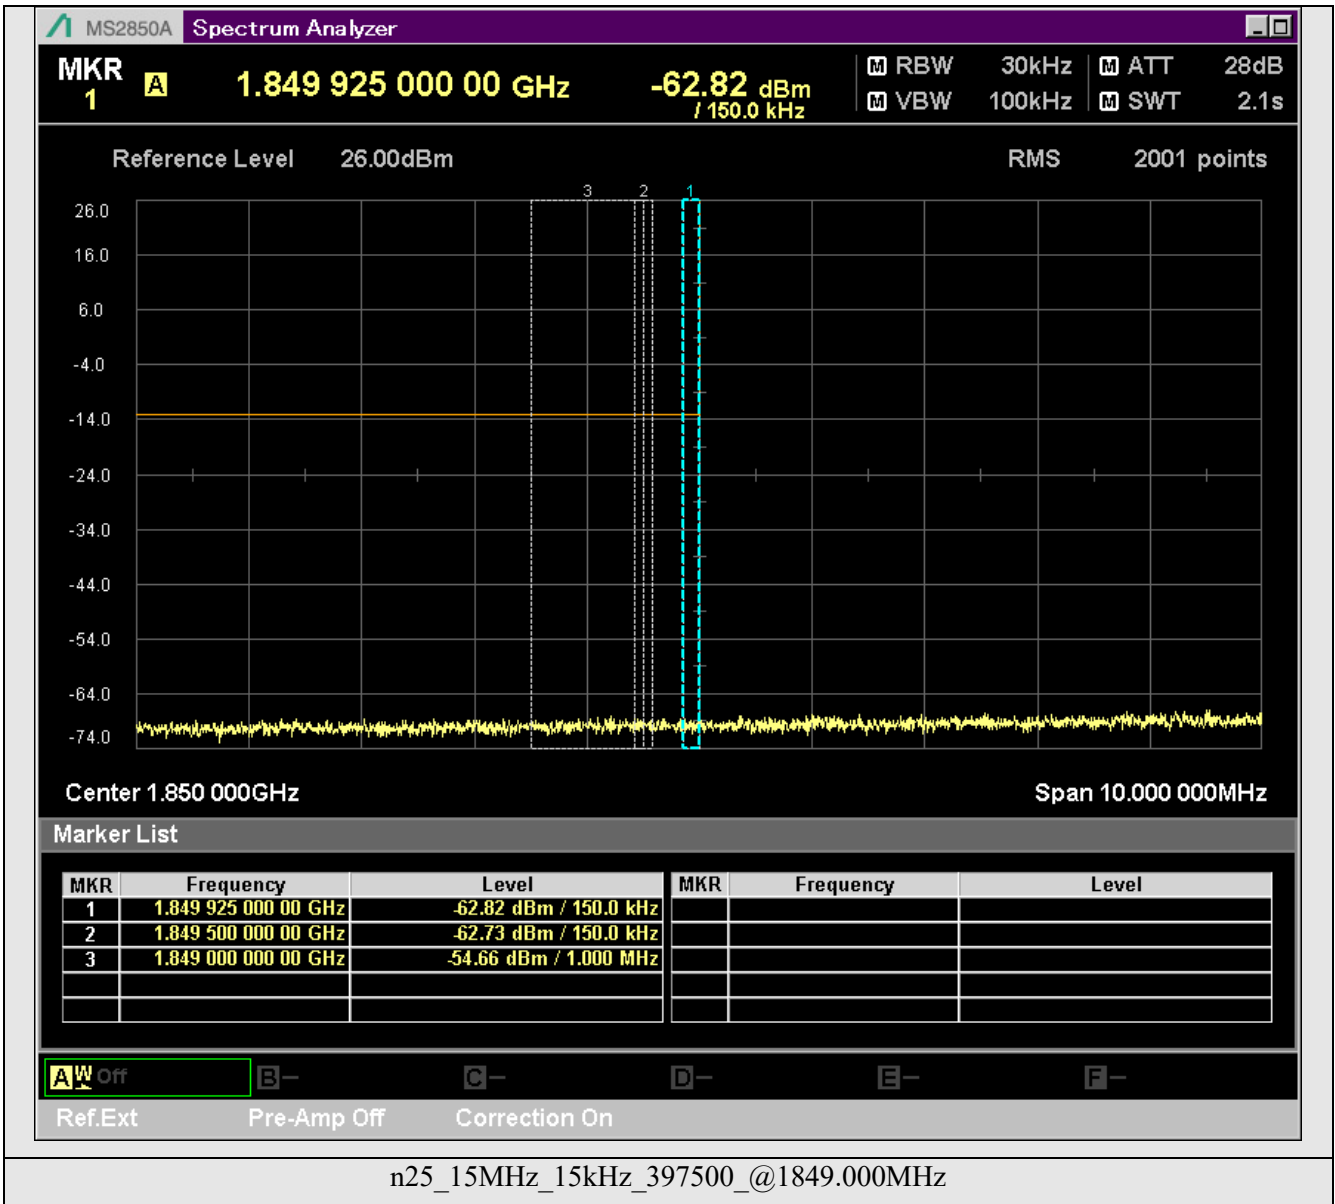 MS2850A Spectrum Analyzer
MKR 1 A 1.849 925 000 00 GHz -62.82 dBm / 150.0 kHz
M RBW 30kHz M ATT 28dB
M VBW 100kHz M SWT 2.1s
Reference Level 26.00dBm RMS 2001 points
3 2 1
26.0
16.0
6.0
-4.0
-14.0
-24.0
-34.0
-44.0
-54.0
-64.0
-74.0
Center 1.850 000GHz Span 10.000 000MHz
Marker List
MKR Frequency Level MKR Frequency Level
1 1.849 925 000 00 GHz -62.82 dBm / 150.0 kHz
2 1.849 500 000 00 GHz -62.73 dBm / 150.0 kHz
3 1.849 000 000 00 GHz -54.66 dBm / 1.000 MHz
A W Off B- C- D- E- F-
Ref.Ext Pre-Amp Off Correction On
n25_15MHz_15kHz_397500_@1849.000MHz